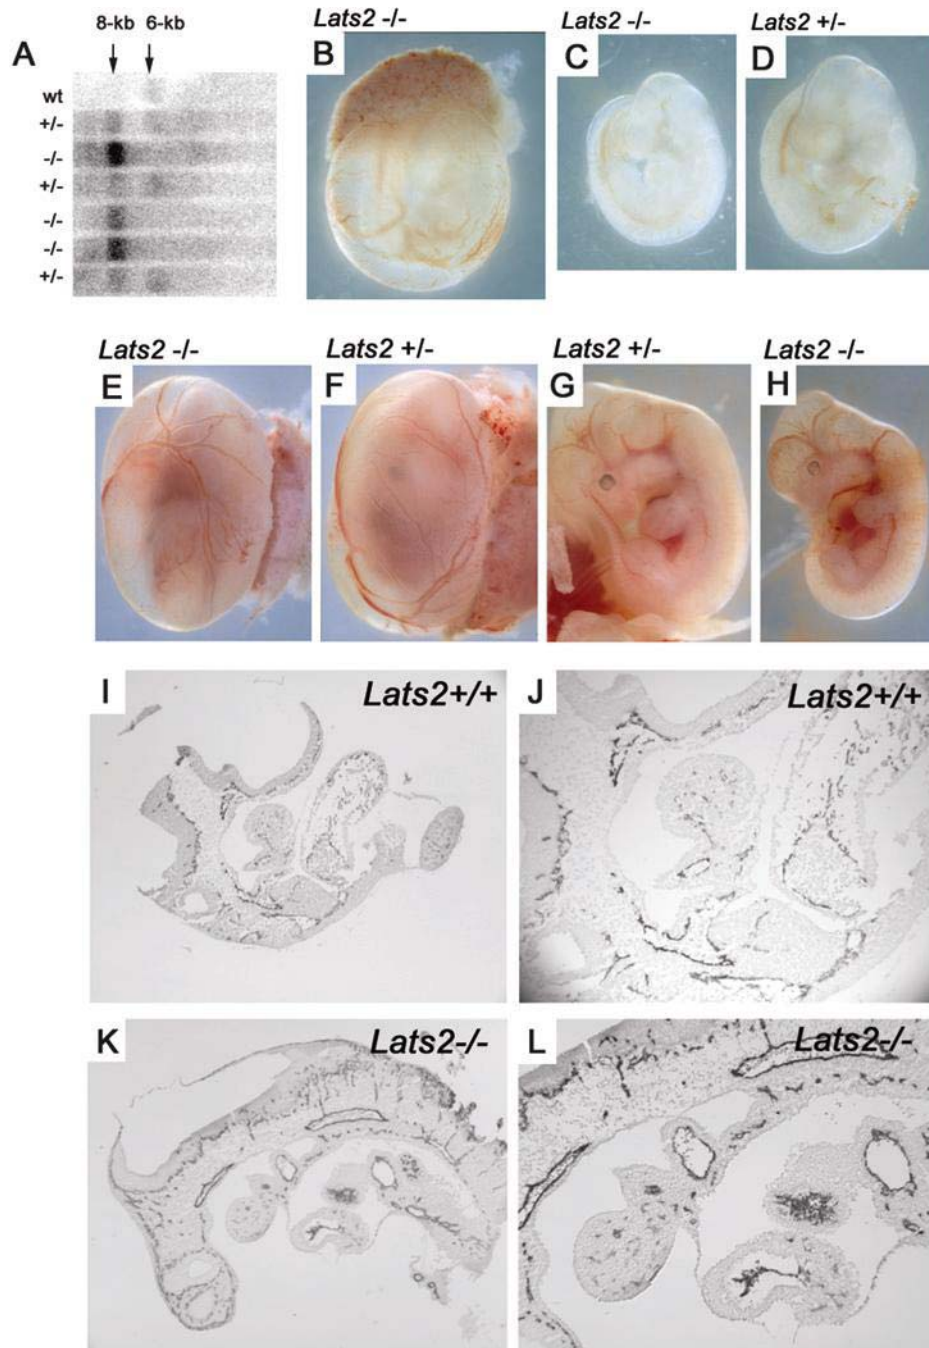 8-kb 6-kb
A
wt
+/-
-/-
+/-
-/-
-/-
+/-
Lats2 -/-
B
Lats2 -/-
C
Lats2 +/-
D
Lats2 -/-
E
Lats2 +/-
F
Lats2 +/-
G
Lats2 -/-
H
I
Lats2+/+
J
Lats2+/+
K
Lats2-/-
L
Lats2-/-